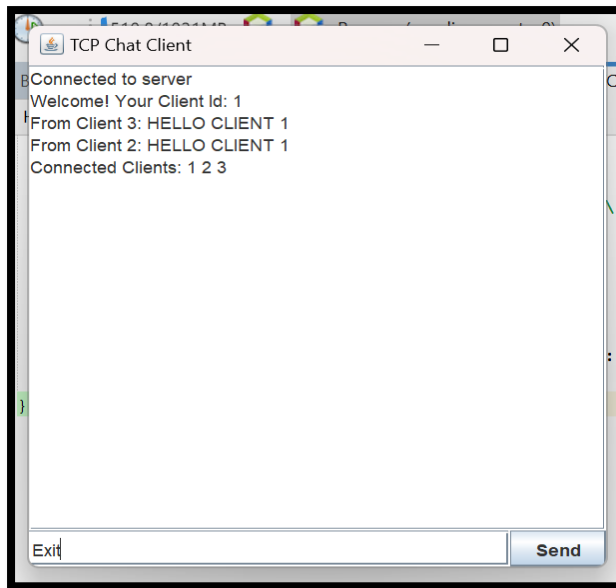 TCP Chat Client
Connected to server
Welcome! Your Client Id: 1
From Client 3: HELLO CLIENT 1
From Client 2: HELLO CLIENT 1
Connected Clients: 1 2 3
}
Exit
Send